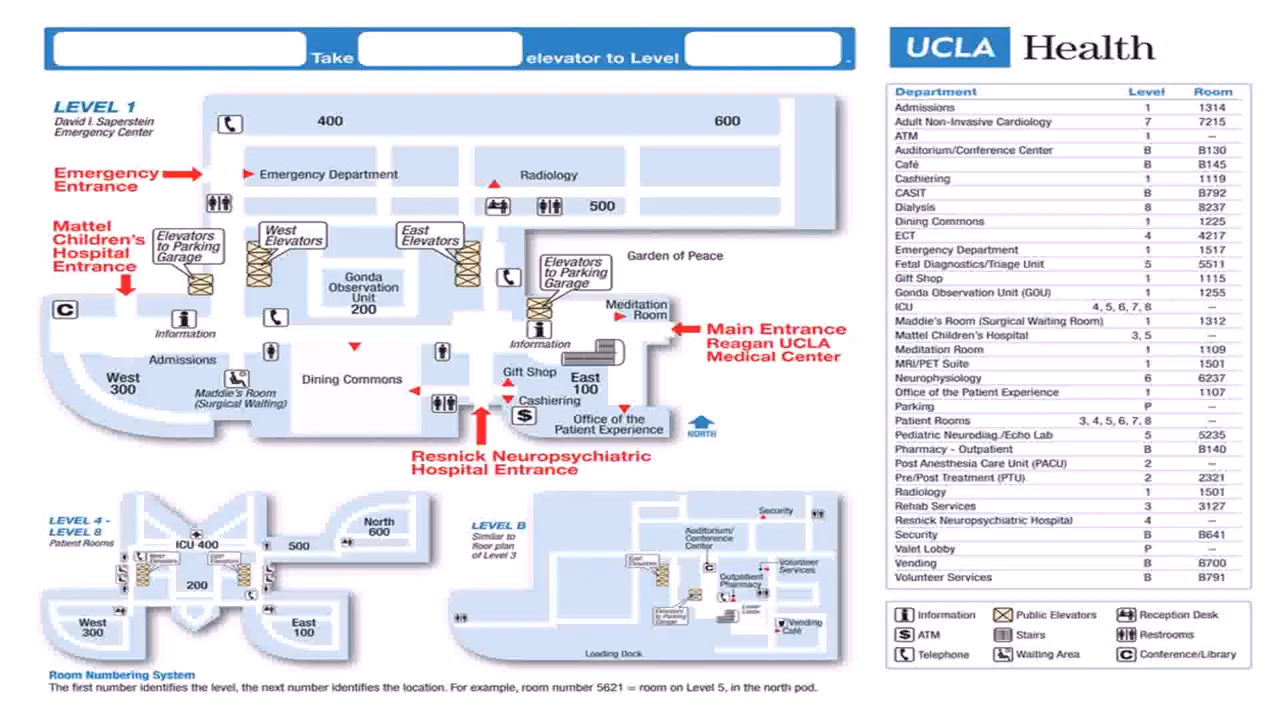 Take elevator to Level .
UCLA Health
LEVEL 1
David I. Saperstein
Emergency Center
400
600
Emergency
Entrance
Emergency Department
Radiology
500
Mattel
Children's
Hospital
Entrance
Elevators
to Parking
Garage
West
Elevators
East
Elevators
Garden of Peace
Elevators
to Parking
Garage
Gonda
Observation
Unit
200
Meditation
Room
C
Information
Information
Main Entrance
Reagan UCLA
Medical Center
Admissions
West
300
Maddie's Room
(Surgical Waiting)
Dining Commons
Gift Shop
East
100
Cashiering
$
Office of the
Patient Experience
NORTH
Resnick Neuropsychiatric
Hospital Entrance
LEVEL 4 -
LEVEL 8
Patient Rooms
ICU 400
500
North
600
West
Elevators
East
Elevators
200
West
300
East
100
LEVEL B
Similar to
floor plan
of Level 3
Security
Auditorium/
Conference
Center
C
East
Elevators
Volunteer
Services
Outpatient
Pharmacy
Elevators
to Parking
Garage
Vending
Café
Loading Dock
Room Numbering System
The first number identifies the level, the next number identifies the location. For example, room number 5621 = room on Level 5, in the north pod.
Department Level Room
Admissions 1 1314
Adult Non-Invasive Cardiology 7 7215
ATM 1 –
Auditorium/Conference Center B B130
Café B B145
Cashiering 1 1119
CASIT B B792
Dialysis 8 8237
Dining Commons 1 1225
ECT 4 4217
Emergency Department 1 1517
Fetal Diagnostics/Triage Unit 5 5511
Gift Shop 1 1115
Gonda Observation Unit (GOU) 1 1255
ICU 4, 5, 6, 7, 8 –
Maddie's Room (Surgical Waiting Room) 1 1312
Mattel Children's Hospital 3, 5 –
Meditation Room 1 1109
MRI/PET Suite 1 1501
Neurophysiology 6 6237
Office of the Patient Experience 1 1107
Parking P –
Patient Rooms 3, 4, 5, 6, 7, 8 –
Pediatric Neurodiag./Echo Lab 5 5235
Pharmacy - Outpatient B B140
Post Anesthesia Care Unit (PACU) 2 –
Pre/Post Treatment (PTU) 2 2321
Radiology 1 1501
Rehab Services 3 3127
Resnick Neuropsychiatric Hospital 4 –
Security B B641
Valet Lobby P –
Vending B B700
Volunteer Services B B791
i Information
Public Elevators
Reception Desk
$ ATM
Stairs
Restrooms
Telephone
Waiting Area
C Conference/Library